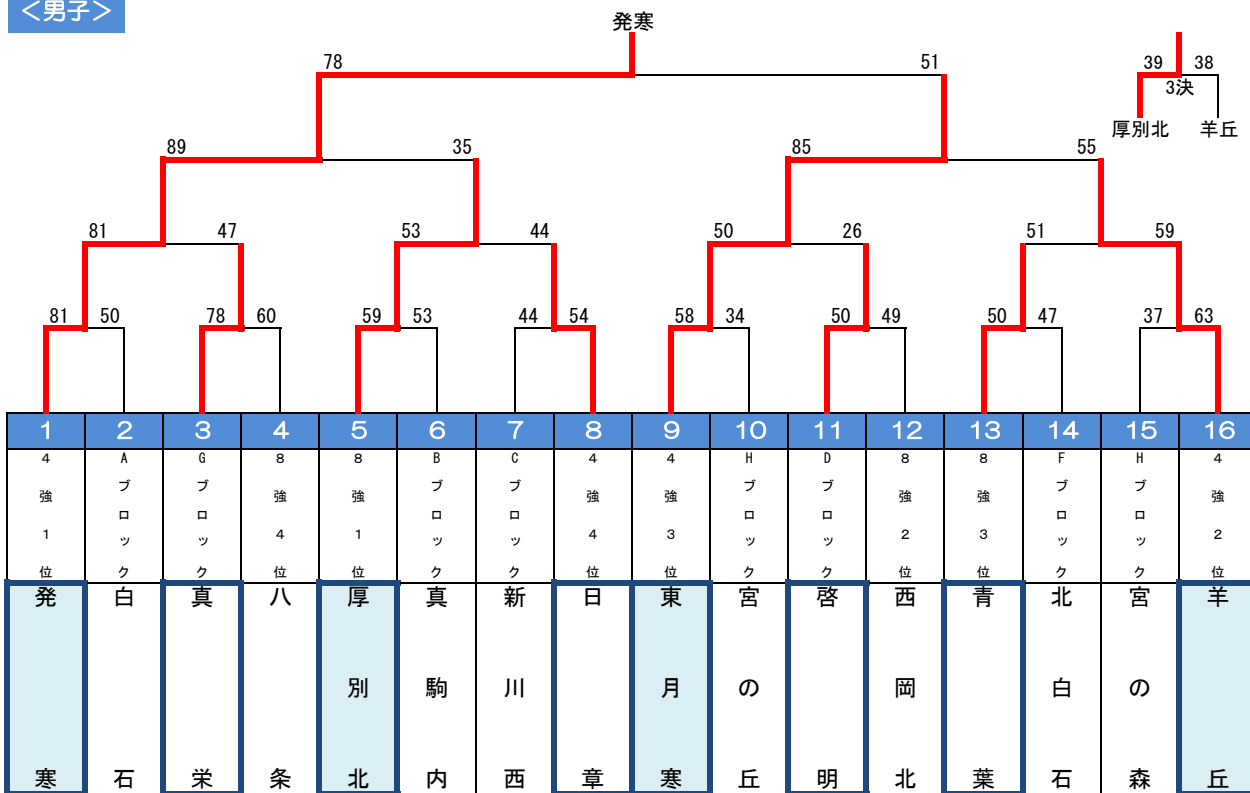 <男子>
発寒
78
51
39
38
3決
厚別北
羊丘
89
35
85
55
81
47
53
44
50
26
51
59
81
50
78
60
59
53
44
54
58
34
50
49
50
47
37
63
1
2
3
4
5
6
7
8
9
10
11
12
13
14
15
16
4強1位
Aブロック
Gブロック
8強4位
8強1位
Bブロック
Cブロック
4強4位
4強3位
Hブロック
Dブロック
8強2位
8強3位
Fブロック
Hブロック
4強2位
発寒
白石
真栄
八条
厚別北
真駒内
新川西
日章
東月寒
宮の丘
啓明
西岡北
青葉
北白石
宮の森
羊丘